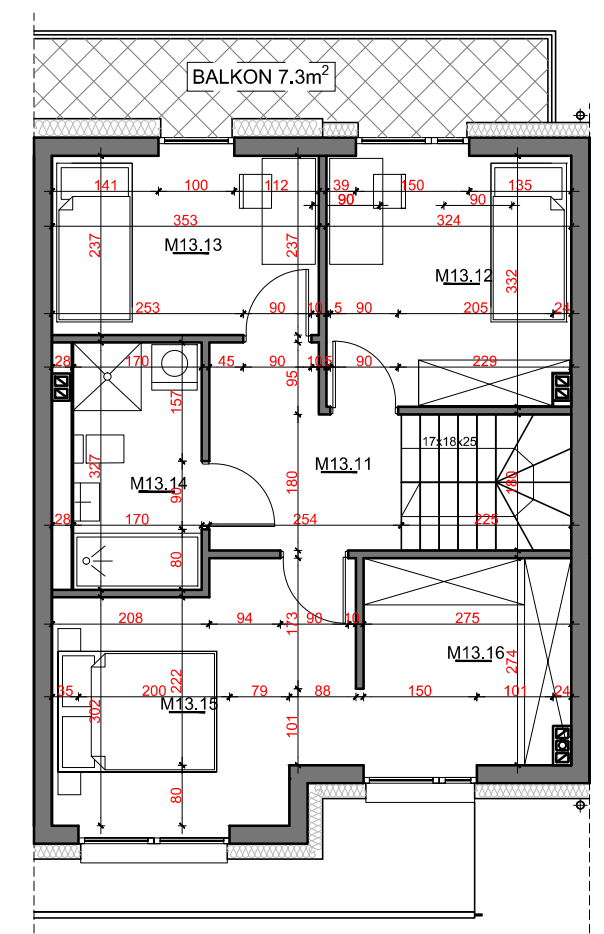 BALKON 7.3m²
141 100 112 39 150 135
90 90
353 324
237 237 332
M13.13
M13.12
253 90 10 5 90 205 24
28 170 45 90 10 5 90 229
95
157
17x18x25
327 M13.14 90 M13.11 180 180
28 170 254 225
80
208 94 173 90 10 275
M13.16
222 274
35 200 79 88 150 101 24
302 M13.15
101
80